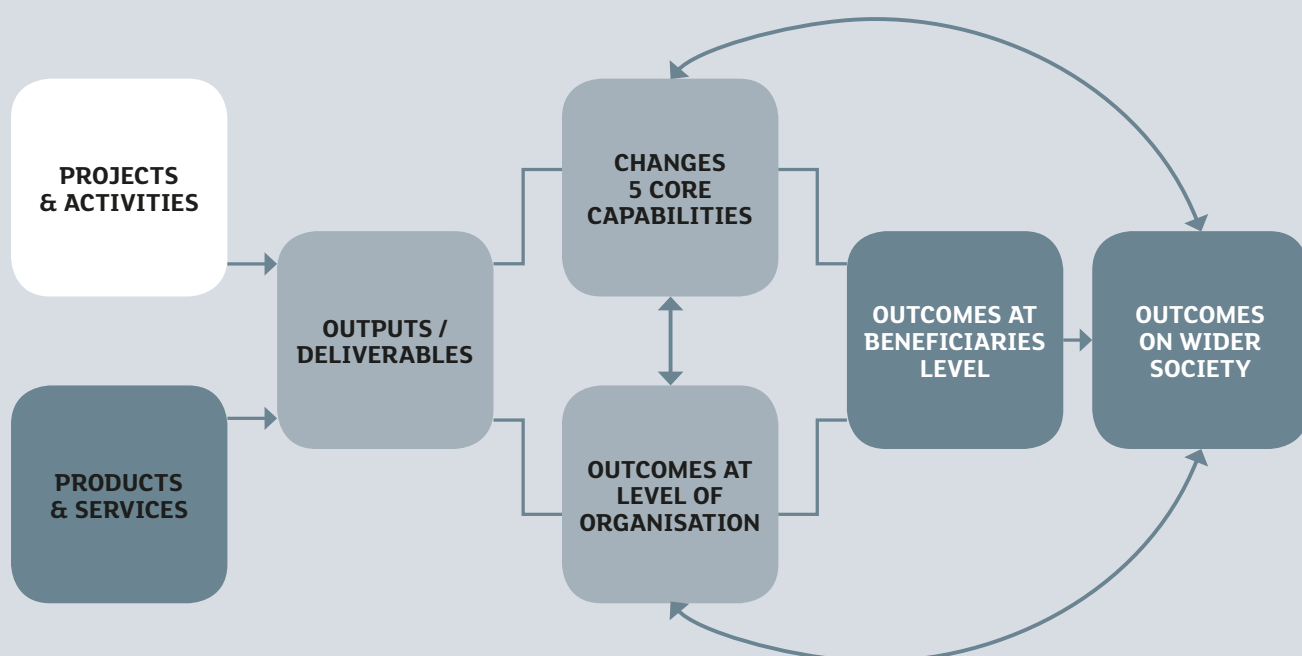 PROJECTS
& ACTIVITIES
PRODUCTS
& SERVICES
OUTPUTS /
DELIVERABLES
CHANGES
5 CORE
CAPABILITIES
OUTCOMES AT
LEVEL OF
ORGANISATION
OUTCOMES AT
BENEFICIARIES
LEVEL
OUTCOMES
ON WIDER
SOCIETY